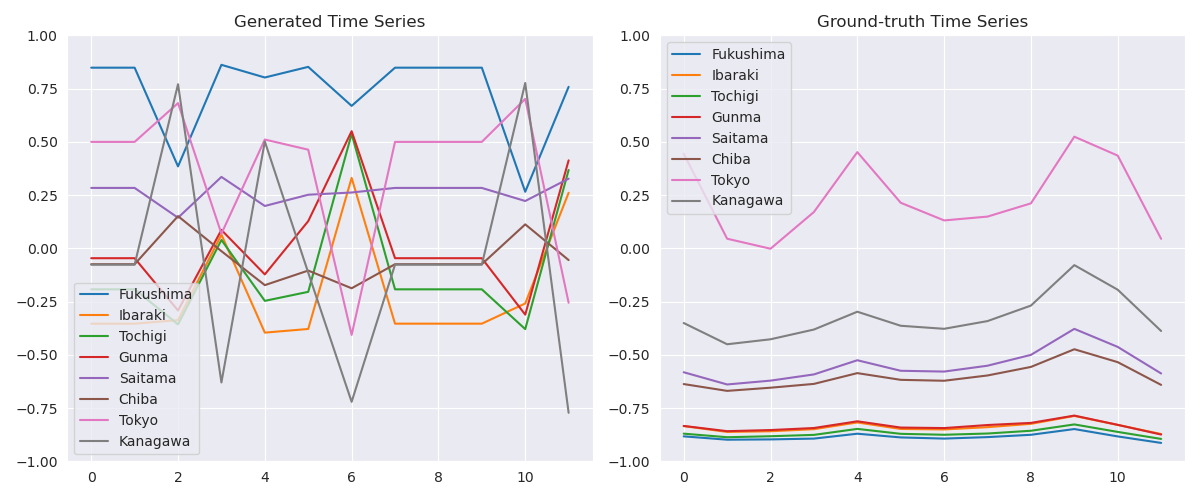 Generated Time Series
1.00
0.75
0.50
0.25
0.00
−0.25
−0.50
−0.75
−1.00
0
2
4
6
8
10
Fukushima
Ibaraki
Tochigi
Gunma
Saitama
Chiba
Tokyo
Kanagawa
Ground-truth Time Series
1.00
0.75
0.50
0.25
0.00
−0.25
−0.50
−0.75
−1.00
0
2
4
6
8
10
Fukushima
Ibaraki
Tochigi
Gunma
Saitama
Chiba
Tokyo
Kanagawa